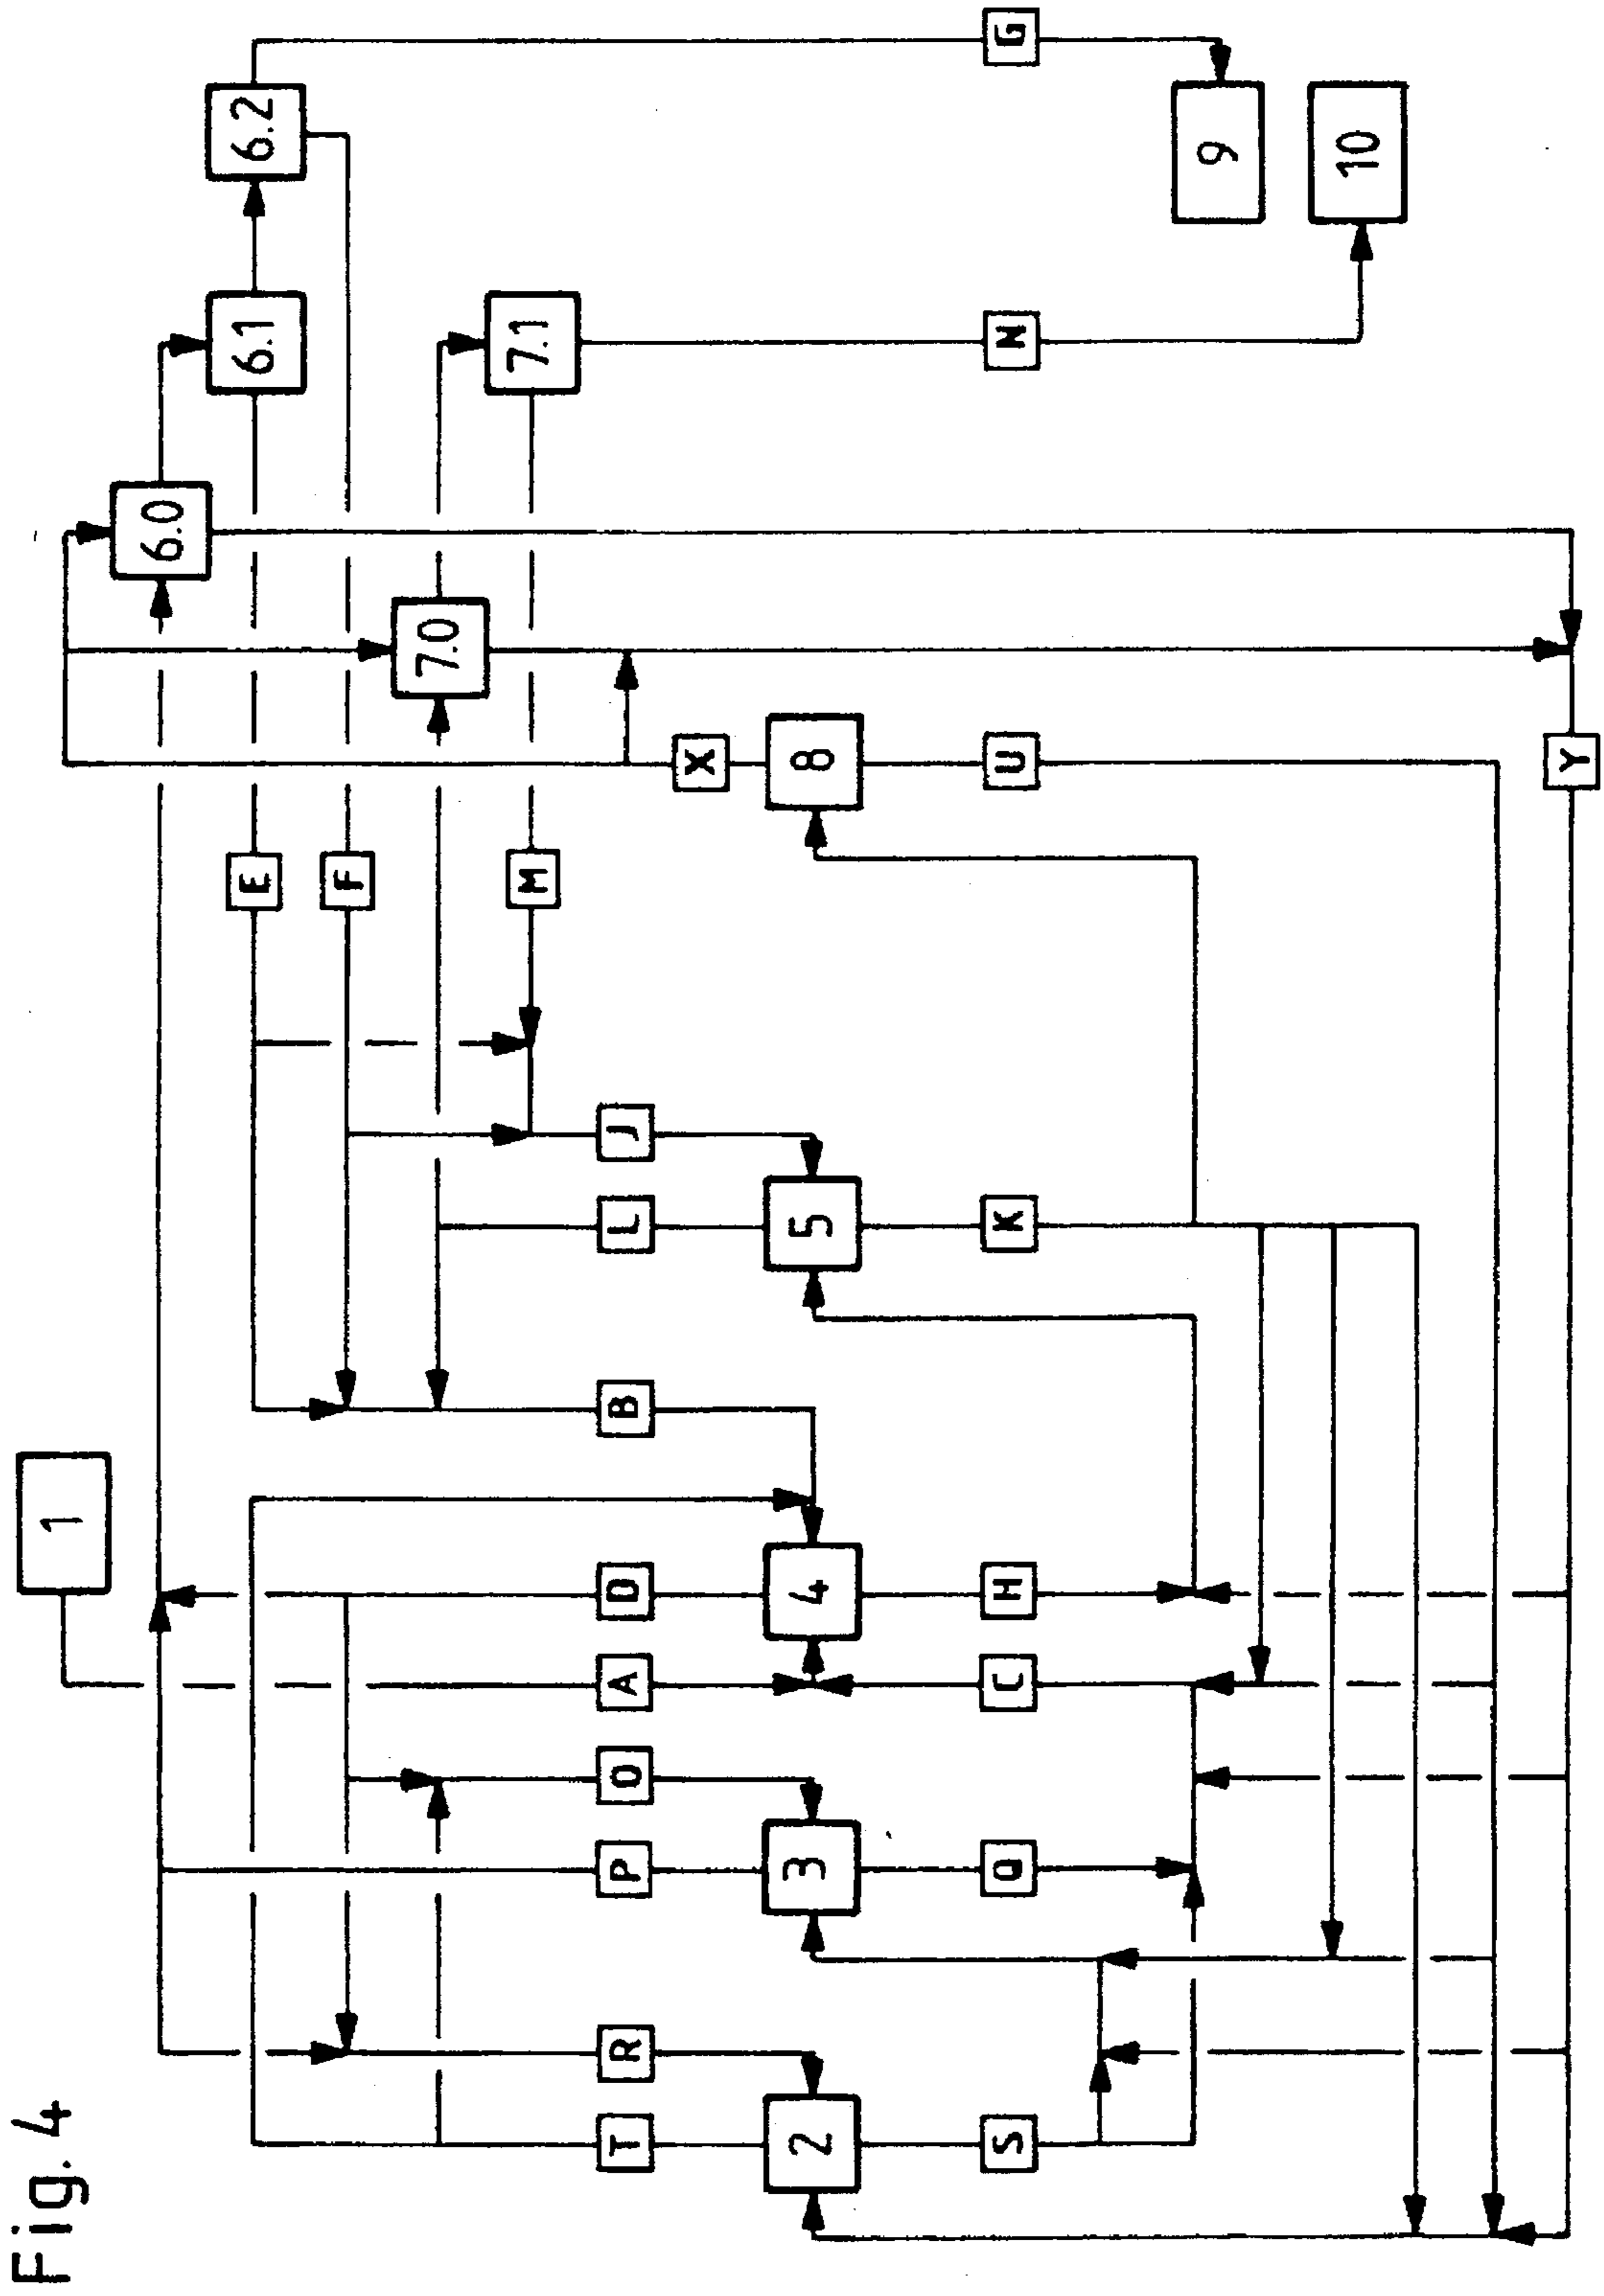 Fig. 4
1
6.0
E 6.1 6.2
F
7.0
M 7.1
T R P O A D B L J
X
2 3 4 5 8
S Q C H K U N G
9
10
Y